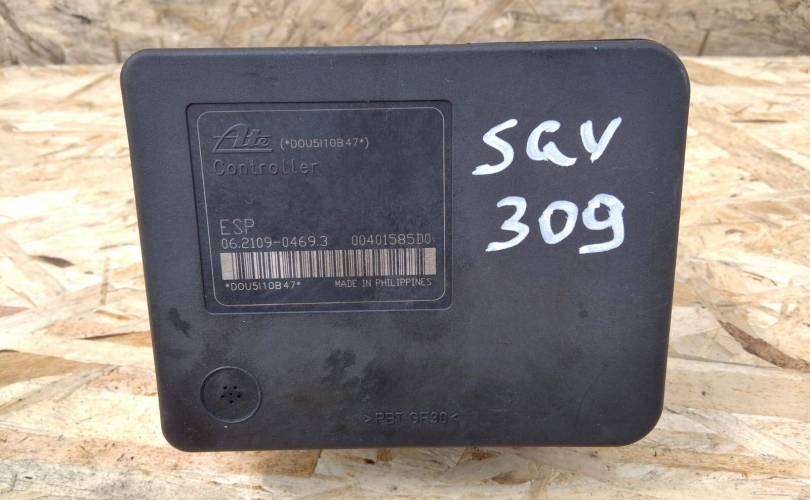 Ate (*DOU5I10B47*)
Controller
ESP
06.2109-0469.3 00401585D0
*DOU5I10B47* MADE IN PHILIPPINES
SGV
309
>PBT GF30<